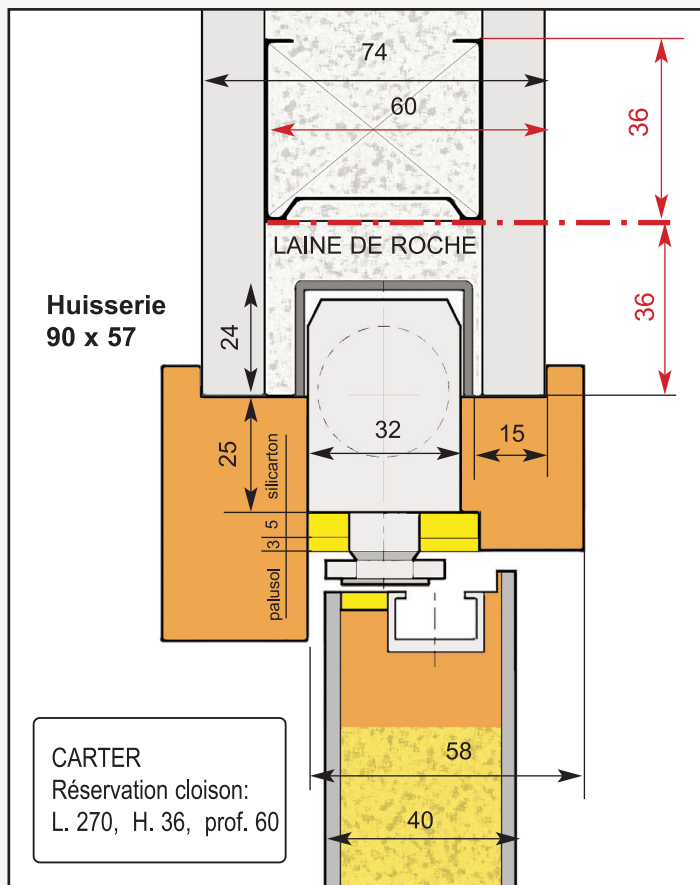 74
60
36
LAINE DE ROCHE
Huisserie
90 x 57
24
36
32
15
25
silicarton
5
3
palusol
58
40
CARTER
Réservation cloison:
L. 270, H. 36, prof. 60